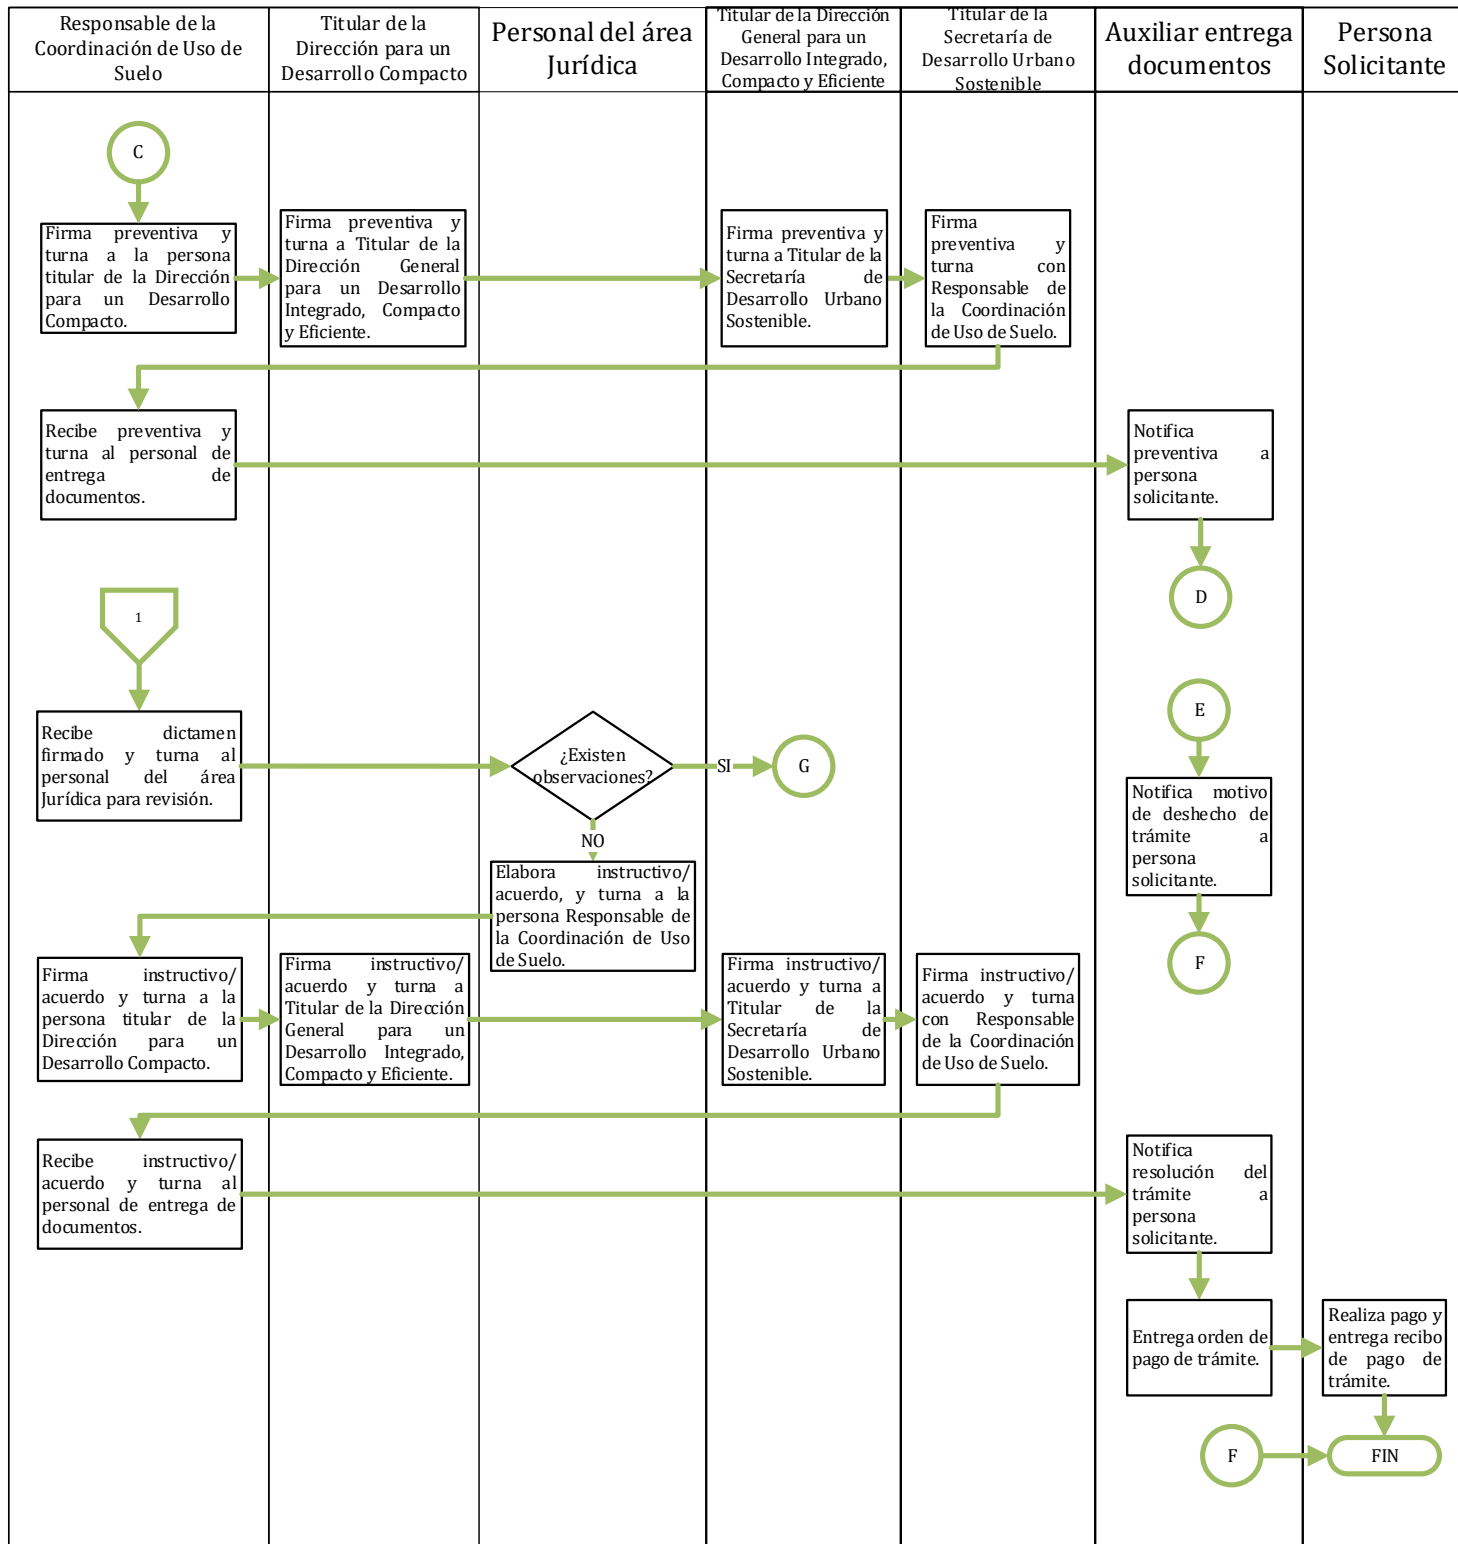 Responsable de la
Coordinación de Uso de
Suelo
Titular de la
Dirección para un
Desarrollo Compacto
Personal del área
Jurídica
Titular de la Dirección
General para un
Desarrollo Integrado,
Compacto y Eficiente
Titular de la
Secretaría de
Desarrollo Urbano
Sostenible
Auxiliar entrega
documentos
Persona
Solicitante
C
Firma preventiva y
turna a la persona
titular de la Dirección
para un Desarrollo
Compacto.
Firma preventiva y
turna a Titular de la
Dirección General
para un Desarrollo
Integrado, Compacto
y Eficiente.
Firma preventiva y
turna a Titular de la
Secretaría de
Desarrollo Urbano
Sostenible.
Firma
preventiva y
turna con
Responsable de
la Coordinación
de Uso de Suelo.
Recibe preventiva y
turna al personal de
entrega de
documentos.
Notifica
preventiva a
persona
solicitante.
D
1
Recibe dictamen
firmado y turna al
personal del área
Jurídica para revisión.
¿Existen
observaciones?
SI
G
NO
E
Notifica motivo
de deshecho de
trámite a
persona
solicitante.
F
Elabora instructivo/
acuerdo, y turna a la
persona Responsable de
la Coordinación de Uso
de Suelo.
Firma instructivo/
acuerdo y turna a la
persona titular de la
Dirección para un
Desarrollo Compacto.
Firma instructivo/
acuerdo y turna a
Titular de la Dirección
General para un
Desarrollo Integrado,
Compacto y Eficiente.
Firma instructivo/
acuerdo y turna a
Titular de la
Secretaría de
Desarrollo Urbano
Sostenible.
Firma instructivo/
acuerdo y turna
con Responsable
de la Coordinación
de Uso de Suelo.
Recibe instructivo/
acuerdo y turna al
personal de entrega de
documentos.
Notifica
resolución del
trámite a
persona
solicitante.
Entrega orden de
pago de trámite.
Realiza pago y
entrega recibo
de pago de
trámite.
F
FIN